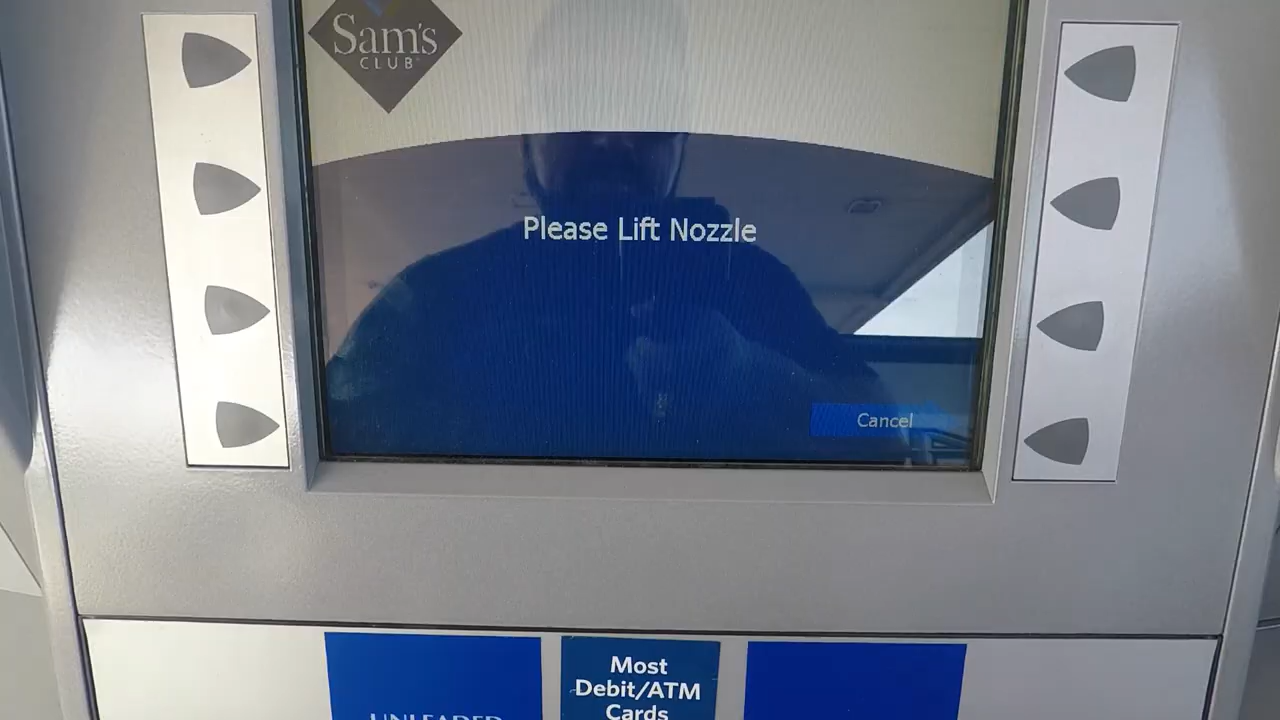 Sam's
CLUB
Please Lift Nozzle
Cancel
UNLEADED
Most
Debit/ATM
Cards